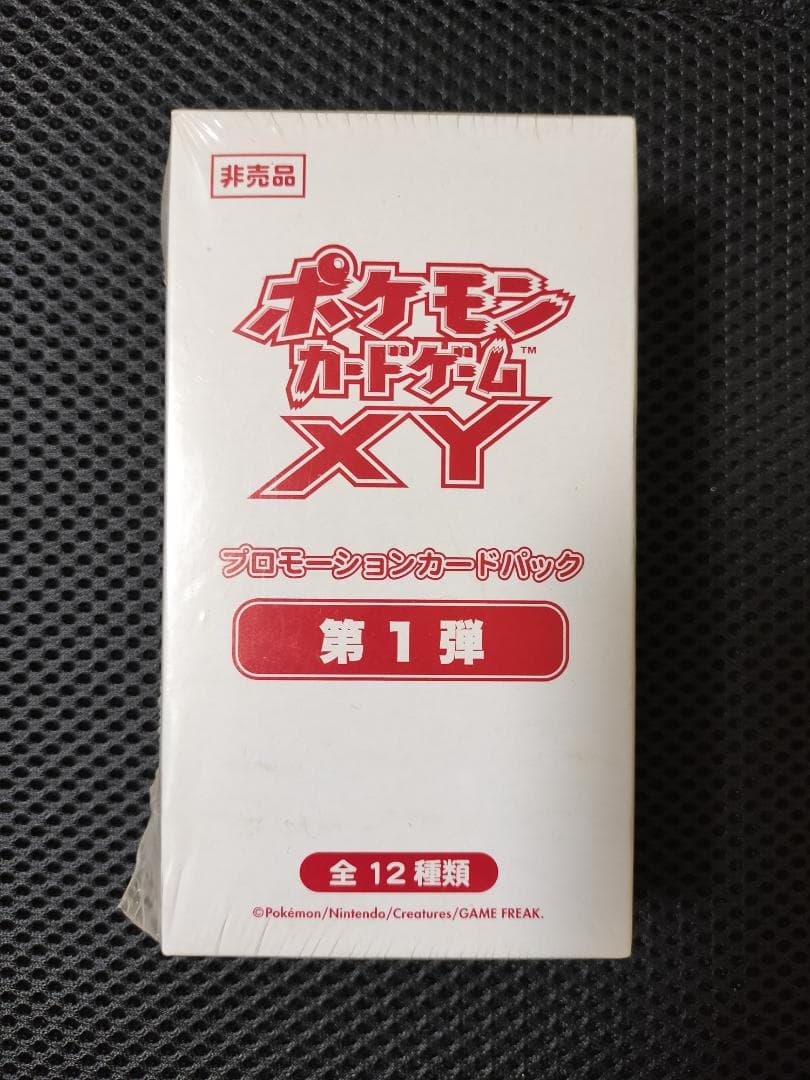 非売品
ポケモン
カードゲーム™
XY
プロモーションカードパック
第1弾
全12種類
©Pokémon/Nintendo/Creatures/GAME FREAK.